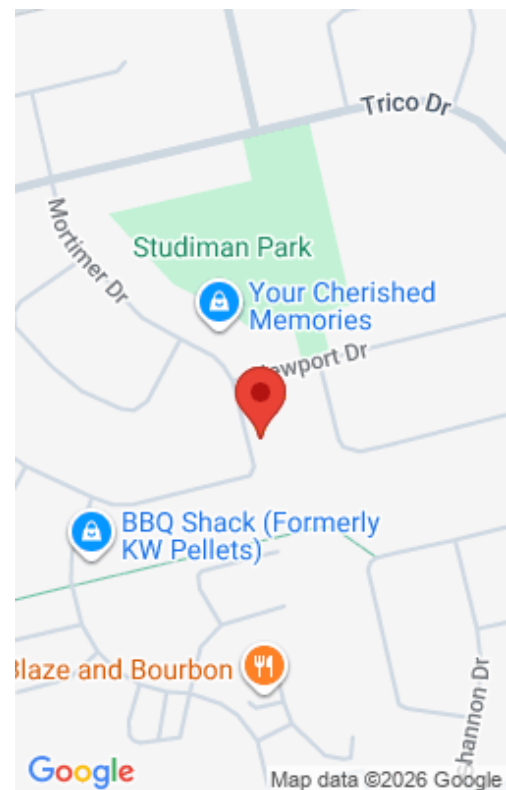 Trico Dr
Mortimer Dr
Studiman Park
Your Cherished
Memories
ewport Dr
BBQ Shack (Formerly
KW Pellets)
Blaze and Bourbon
Shannon Dr
Google
Map data ©2026 Google